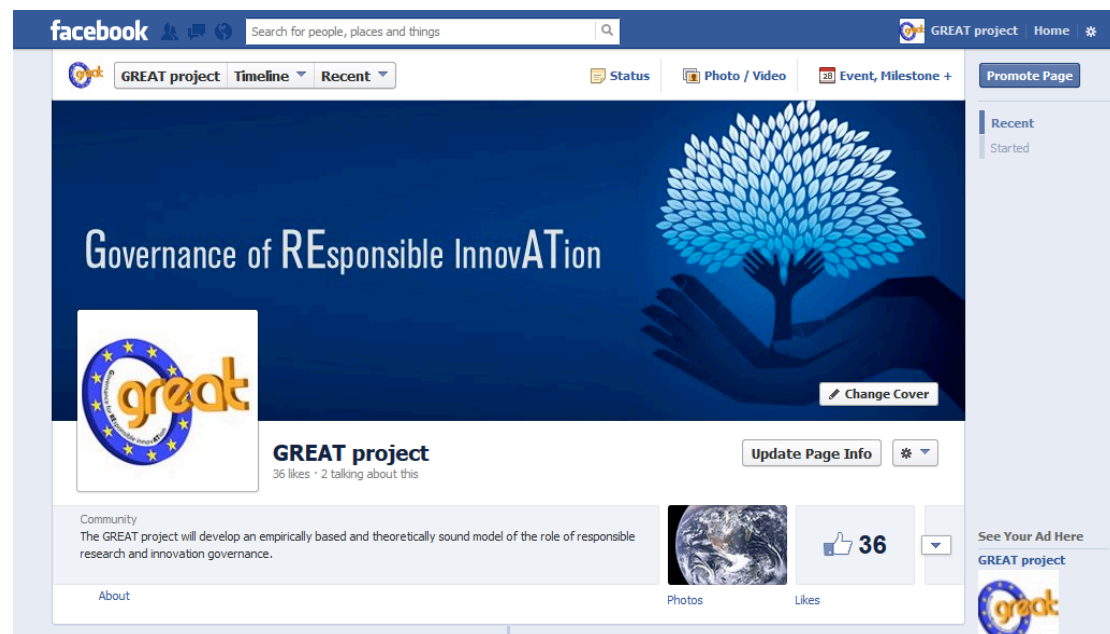 facebook
Search for people, places and things
GREAT project
Home
great
GREAT project
Timeline
Recent
Status
Photo / Video
28
Event, Milestone +
Promote Page
Recent
Started
Governance of REsponsible InnovATion
great
Change Cover
GREAT project
36 likes · 2 talking about this
Update Page Info
Community
The GREAT project will develop an empirically based and theoretically sound model of the role of responsible
research and innovation governance.
About
Photos
36
Likes
See Your Ad Here
GREAT project
great